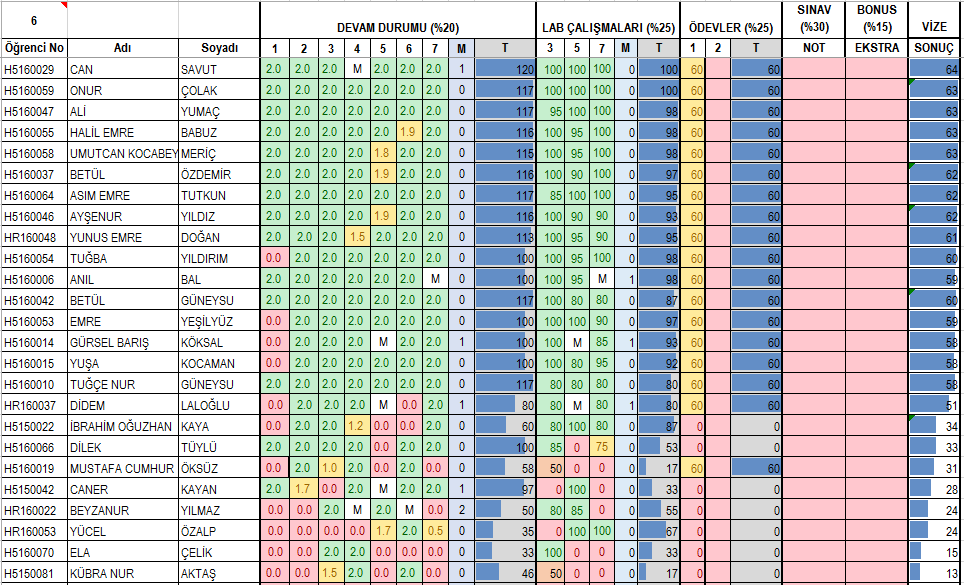 6 DEVAM DURUMU (%20) LAB ÇALIŞMALARI (%25) ÖDEVLER (%25) SINAV (%30) BONUS (%15) VİZE
Öğrenci No Adı Soyadı 1 2 3 4 5 6 7 M T 3 5 7 M T 1 2 T NOT EKSTRA SONUÇ
H5160029 CAN SAVUT 2.0 2.0 2.0 M 2.0 2.0 2.0 1 120 100 100 100 0 100 60 60 64
H5160059 ONUR ÇOLAK 2.0 2.0 2.0 2.0 2.0 2.0 2.0 0 117 100 100 100 0 100 60 60 63
H5160047 ALİ YUMAÇ 2.0 2.0 2.0 2.0 2.0 2.0 2.0 0 117 95 100 100 0 98 60 60 63
H5160055 HALİL EMRE BABUZ 2.0 2.0 2.0 2.0 2.0 1.9 2.0 0 116 100 95 100 0 98 60 60 63
H5160058 UMUTCAN KOCABEY MERİÇ 2.0 2.0 2.0 2.0 1.8 2.0 2.0 0 115 100 95 100 0 98 60 60 63
H5160037 BETÜL ÖZDEMİR 2.0 2.0 2.0 2.0 1.9 2.0 2.0 0 116 100 90 100 0 97 60 60 62
H5160064 ASIM EMRE TUTKUN 2.0 2.0 2.0 2.0 2.0 2.0 2.0 0 117 85 100 100 0 95 60 60 62
H5160046 AYŞENUR YILDIZ 2.0 2.0 2.0 2.0 1.9 2.0 2.0 0 116 100 90 90 0 93 60 60 62
HR160048 YUNUS EMRE DOĞAN 2.0 2.0 2.0 1.5 2.0 2.0 2.0 0 113 100 95 90 0 95 60 60 61
H5160054 TUĞBA YILDIRIM 0.0 2.0 2.0 2.0 2.0 2.0 2.0 0 100 100 95 100 0 98 60 60 60
H5160006 ANIL BAL 2.0 2.0 2.0 2.0 2.0 2.0 M 0 100 100 95 M 1 98 60 60 59
H5160042 BETÜL GÜNEYSU 2.0 2.0 2.0 2.0 2.0 2.0 2.0 0 117 100 80 80 0 87 60 60 60
H5160053 EMRE YEŞİLYÜZ 0.0 2.0 2.0 2.0 2.0 2.0 2.0 0 100 100 100 90 0 97 60 60 59
H5160014 GÜRSEL BARIŞ KÖKSAL 0.0 2.0 2.0 2.0 M 2.0 2.0 1 100 100 M 85 1 93 60 60 58
H5160015 YUŞA KOCAMAN 0.0 2.0 2.0 2.0 2.0 2.0 2.0 0 100 80 95 100 0 92 60 60 58
H5160010 TUĞÇE NUR GÜNEYSU 2.0 2.0 2.0 2.0 2.0 2.0 2.0 0 117 80 80 80 0 80 60 60 58
HR160037 DİDEM LALOĞLU 0.0 2.0 2.0 2.0 M 0.0 2.0 1 80 80 M 80 1 80 60 60 51
H5150022 İBRAHİM OĞUZHAN KAYA 0.0 2.0 2.0 1.2 0.0 0.0 2.0 0 60 80 100 80 0 87 0 0 34
H5160066 DİLEK TÜYLÜ 2.0 2.0 2.0 2.0 0.0 2.0 2.0 0 100 85 0 75 0 53 0 0 33
H5160019 MUSTAFA CUMHUR ÖKSÜZ 0.0 2.0 1.0 2.0 0.0 2.0 0.0 0 58 50 0 0 0 17 60 60 31
H5150042 CANER KAYAN 2.0 1.7 0.0 2.0 M 2.0 2.0 1 97 0 100 0 0 33 0 0 28
HR160022 BEYZANUR YILMAZ 0.0 0.0 2.0 M 2.0 M 0.0 2 50 80 85 0 0 55 0 0 24
HR160053 YÜCEL ÖZALP 0.0 0.0 0.0 0.0 1.7 2.0 0.5 0 35 0 100 100 0 67 0 0 24
H5160070 ELA ÇELİK 0.0 0.0 2.0 2.0 0.0 0.0 0.0 0 33 100 0 0 0 33 0 0 15
H5150081 KÜBRA NUR AKTAŞ 0.0 0.0 1.5 2.0 0.0 2.0 0.0 0 46 50 0 0 0 17 0 0 13